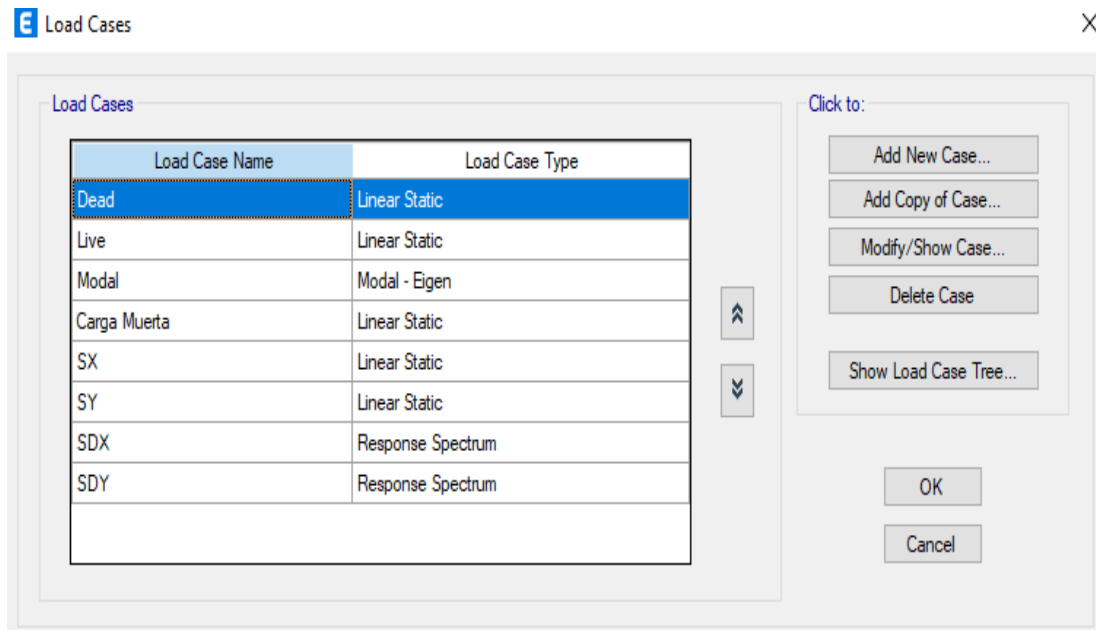 Load Cases
Load Cases
Load Case Name Load Case Type
Dead Linear Static
Live Linear Static
Modal Modal - Eigen
Carga Muerta Linear Static
SX Linear Static
SY Linear Static
SDX Response Spectrum
SDY Response Spectrum
Click to:
Add New Case...
Add Copy of Case...
Modify/Show Case...
Delete Case
Show Load Case Tree...
OK
Cancel